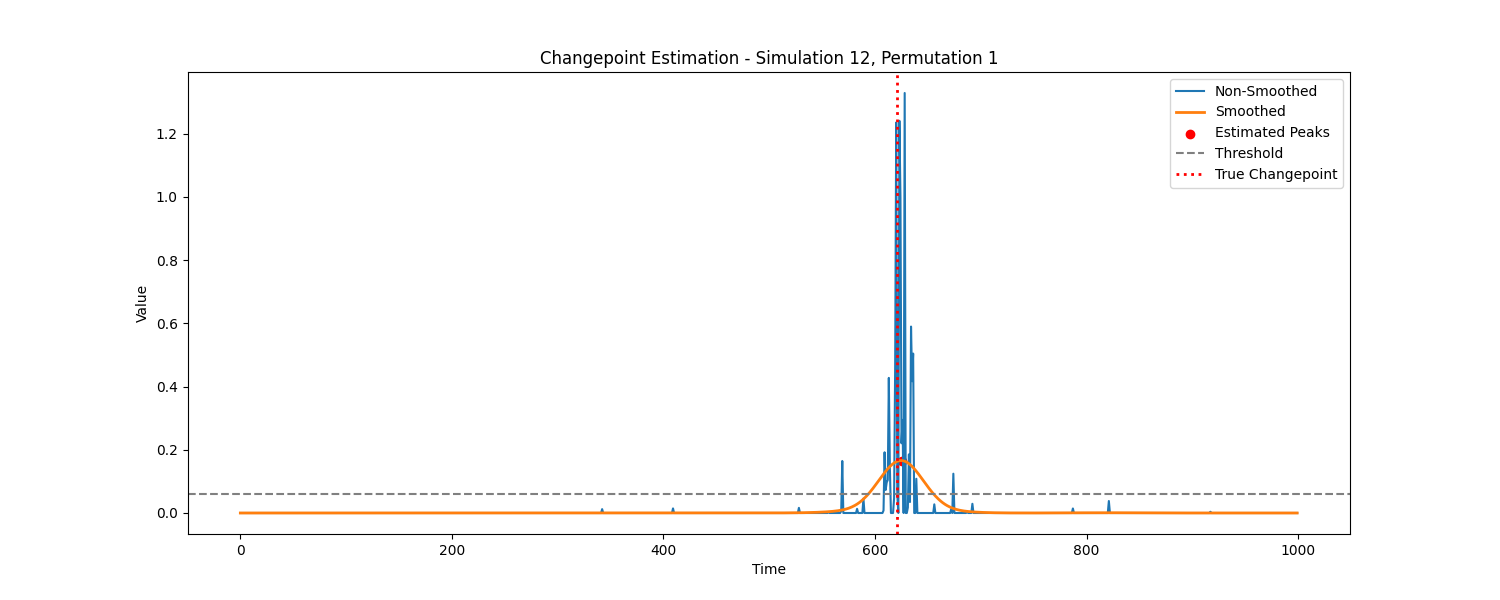 Changepoint Estimation - Simulation 12, Permutation 1
Non-Smoothed
Smoothed
Estimated Peaks
Threshold
True Changepoint
1.2
1.0
0.8
0.6
0.4
0.2
0.0
Value
0 200 400 600 800 1000
Time